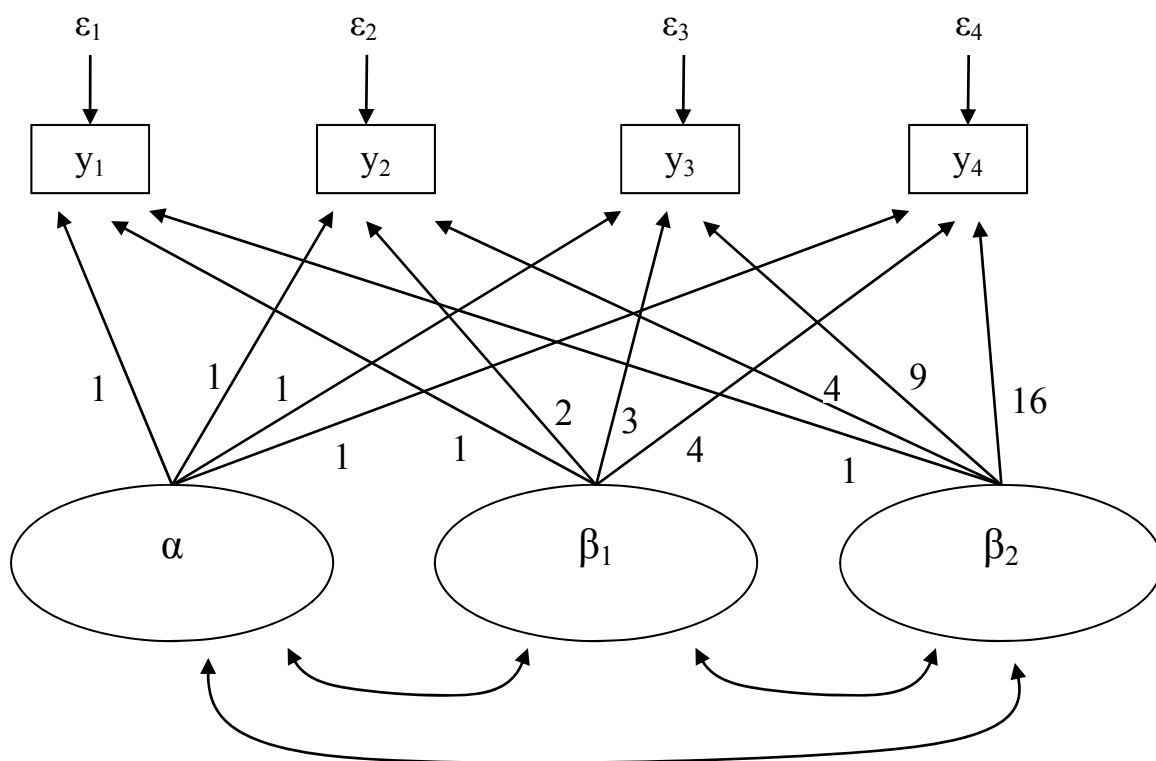 ε₁ ε₂ ε₃ ε₄
y₁ y₂ y₃ y₄
1 1 1 2 3 4 9 16
1 1 4 1
α β₁ β₂